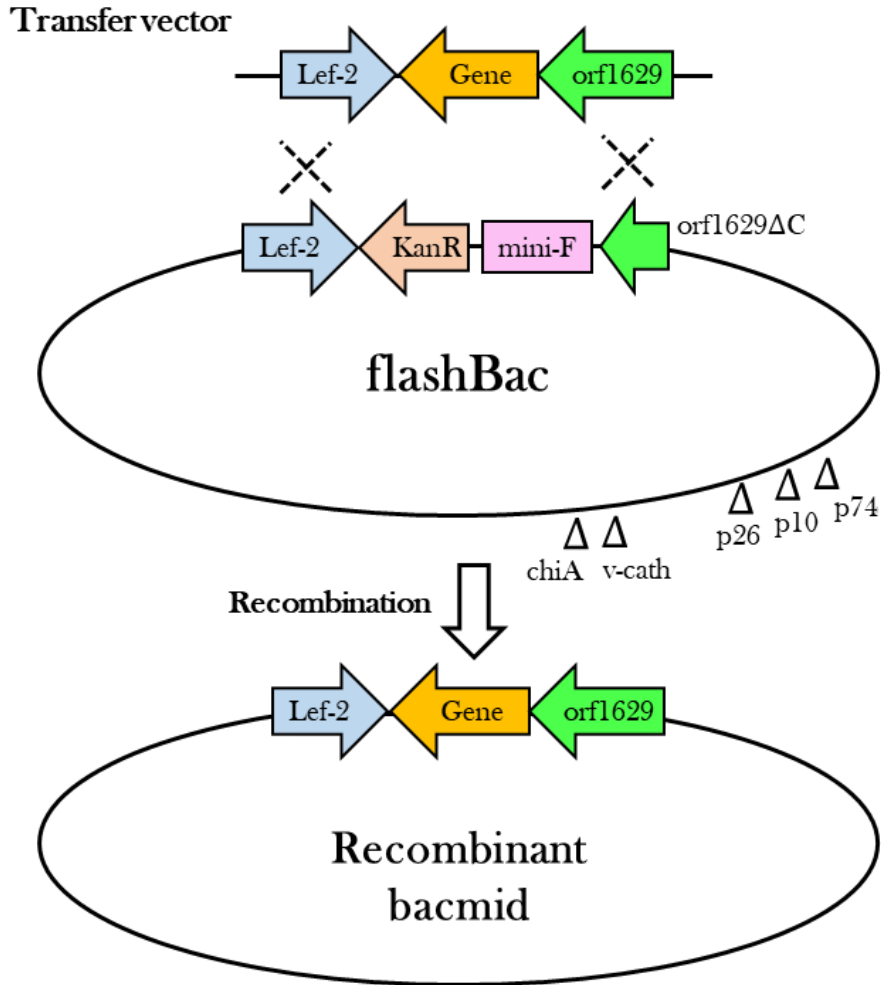 Transfer vector
Lef-2 Gene orf1629
Lef-2 KanR mini-F orf1629ΔC
flashBac
Δ Δ Δ
p26 p10 p74
Δ Δ
chiA v-cath
Recombination
Lef-2 Gene orf1629
Recombinant
bacmid